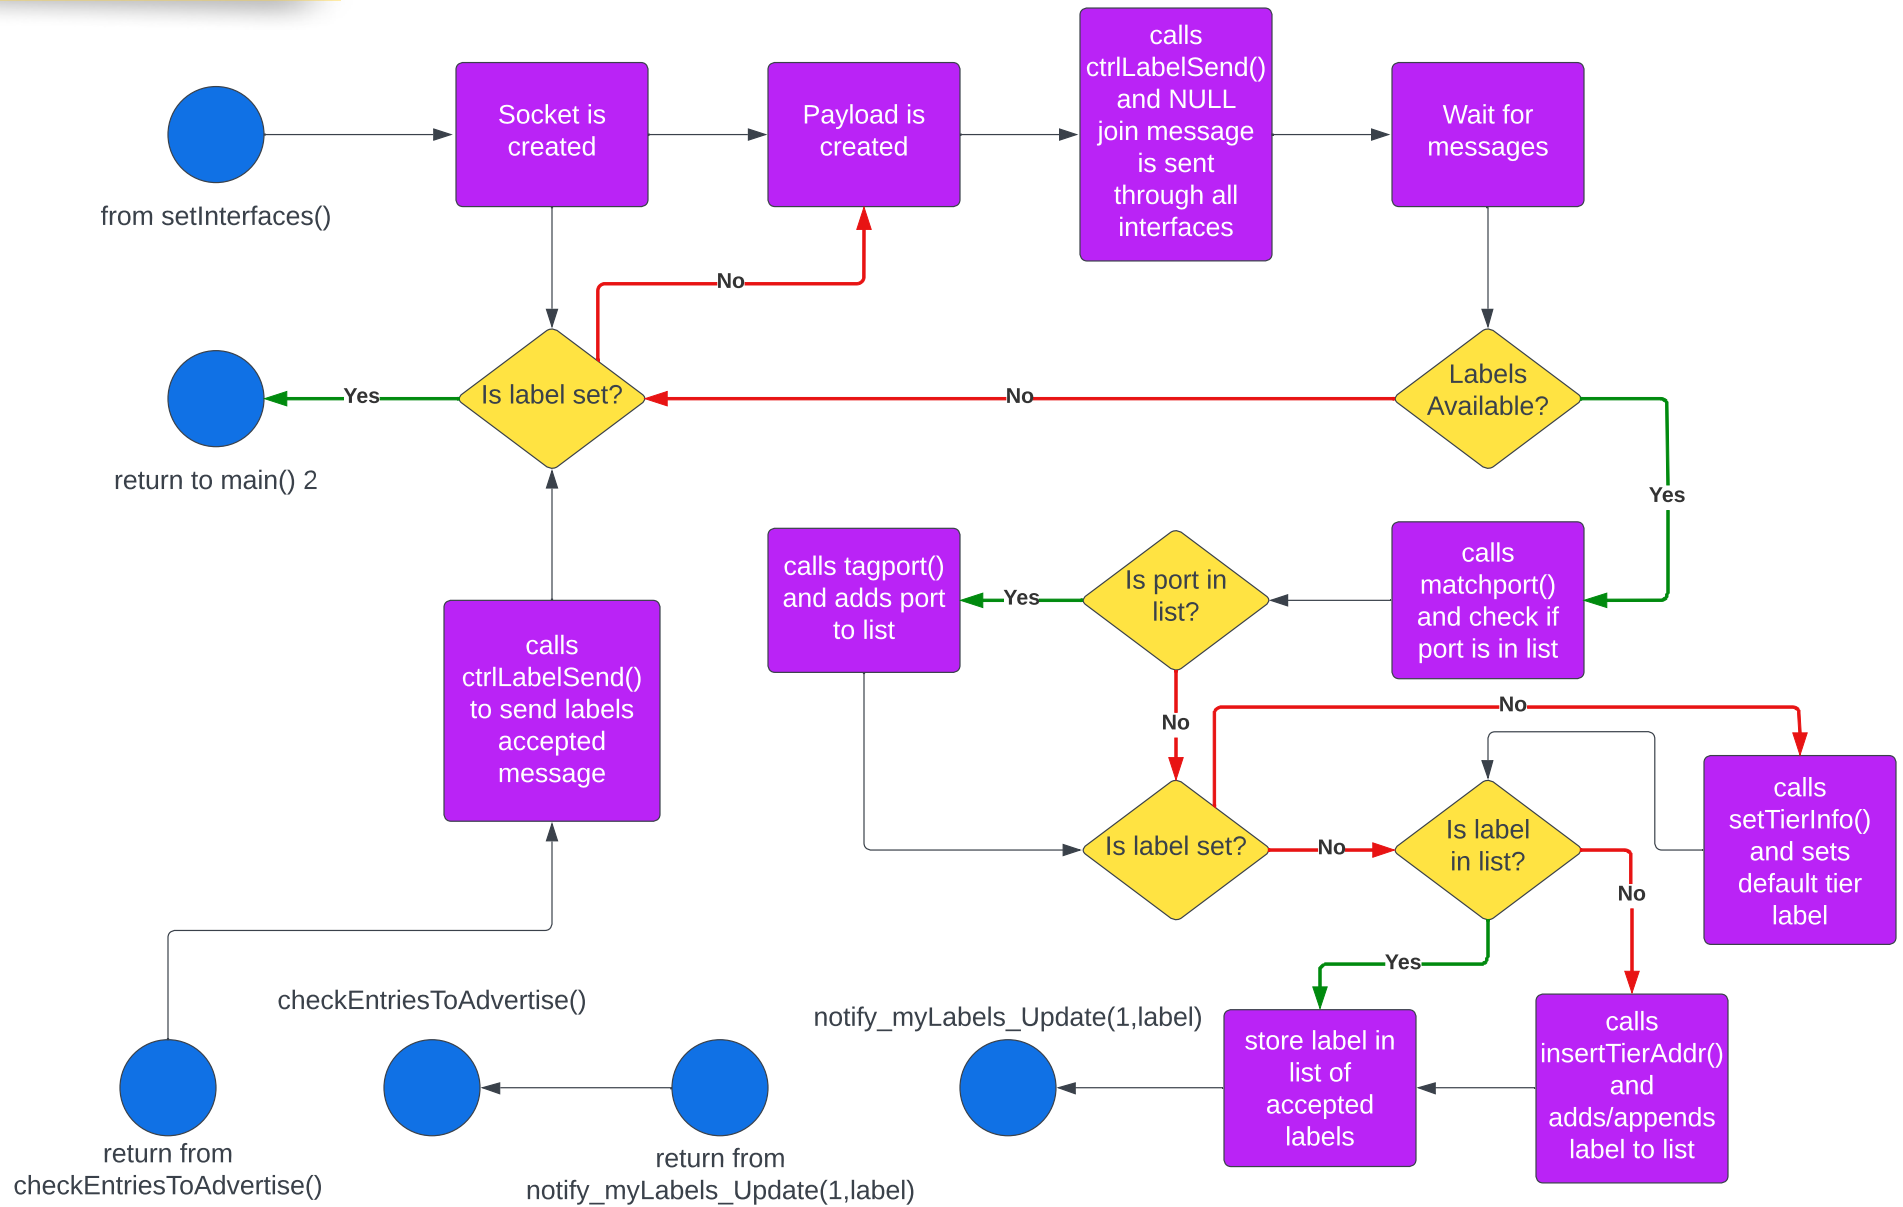 from setInterfaces()
Socket is
created
Payload is
created
calls
ctrlLabelSend()
and NULL
join message
is sent
through all
interfaces
Wait for
messages
No
return to main() 2
Yes
Is label set?
No
Labels
Available?
Yes
calls tagport()
and adds port
to list
Yes
Is port in
list?
calls
matchport()
and check if
port is in list
calls
ctrlLabelSend()
to send labels
accepted
message
No
No
Is label set?
No
Is label
in list?
No
calls
setTierInfo()
and sets
default tier
label
Yes
checkEntriesToAdvertise()
notify_myLabels_Update(1,label)
store label in
list of
accepted
labels
calls
insertTierAddr()
and
adds/appends
label to list
return from
checkEntriesToAdvertise()
return from
notify_myLabels_Update(1,label)